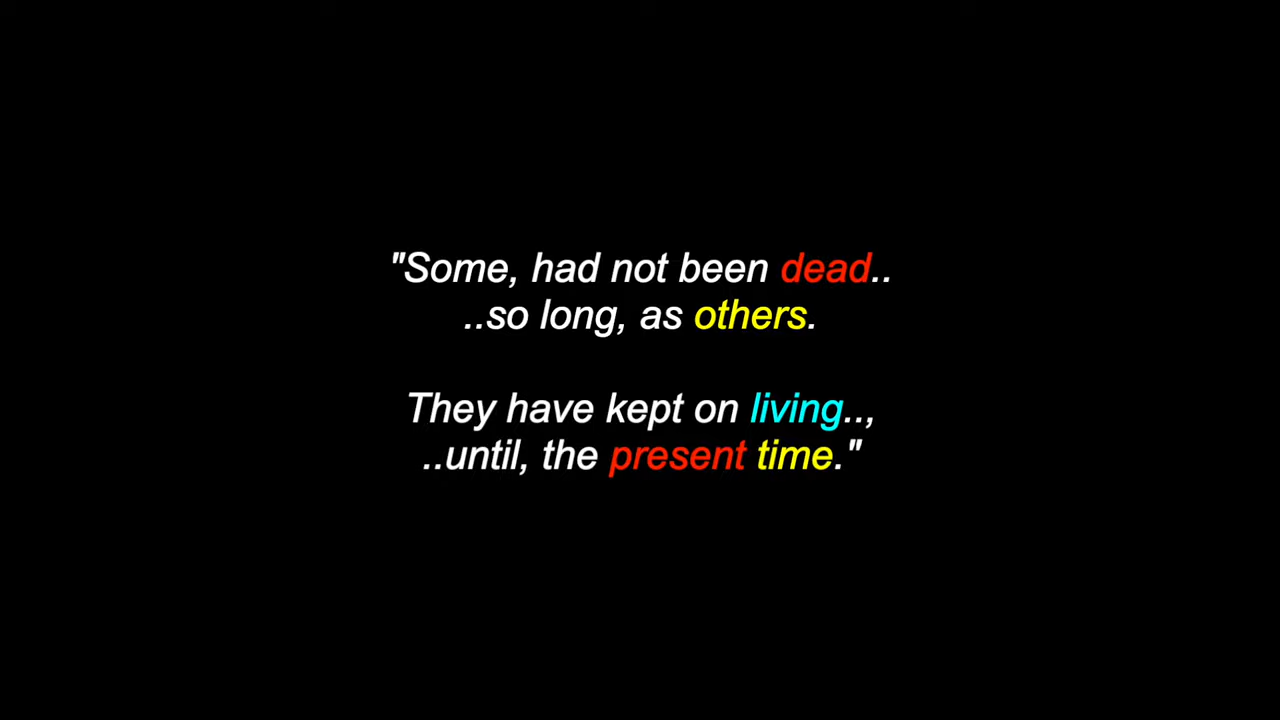 "Some, had not been dead..
..so long, as others.
They have kept on living..,
..until, the present time."